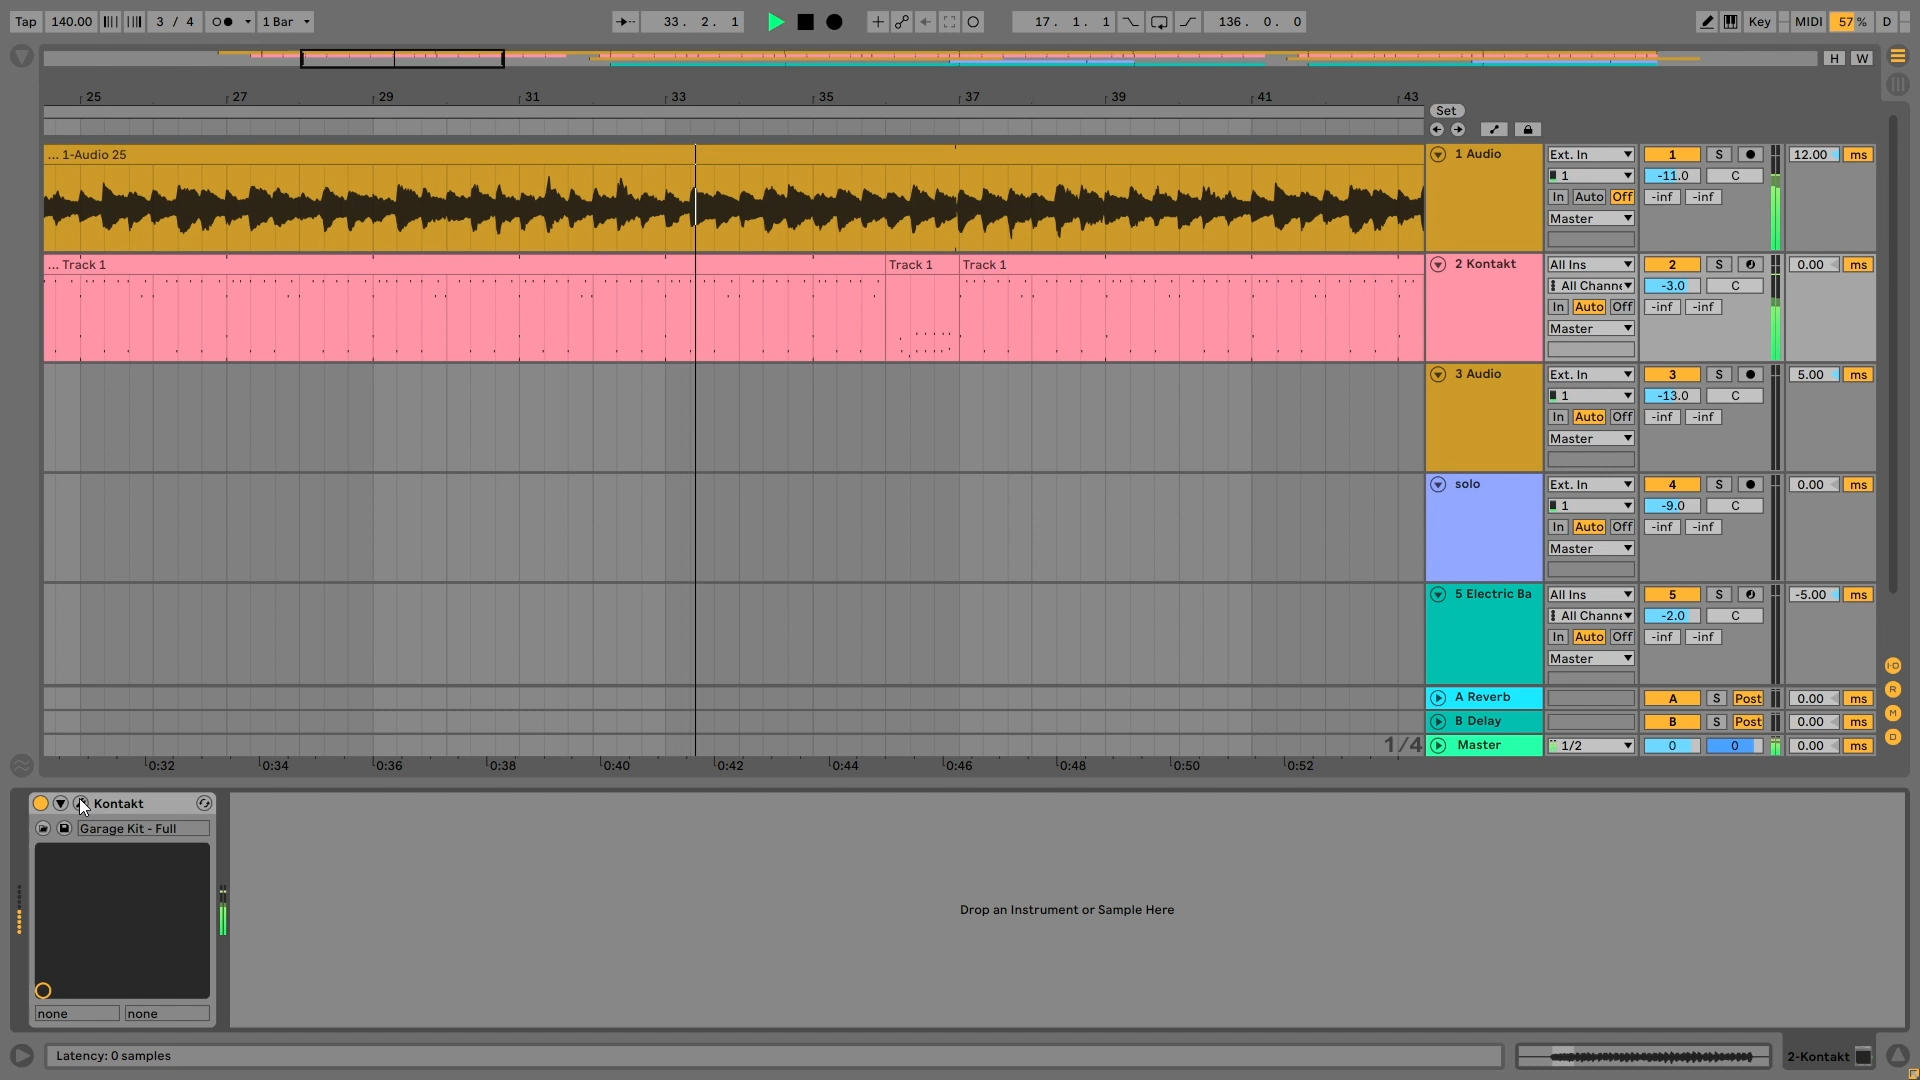 Tap 140.00 3 / 4 1 Bar 33. 2. 1 17. 1. 1 136. 0. 0 Key MIDI 57 % D
H W
25 27 29 31 33 35 37 39 41 43
Set
... 1-Audio 25
1 Audio Ext. In 1 S 12.00 ms
1 -11.0 C
In Auto Off -inf -inf
Master
... Track 1 Track 1 Track 1
2 Kontakt All Ins 2 S 0.00 ms
All Channe -3.0 C
In Auto Off -inf -inf
Master
3 Audio Ext. In 3 S 5.00 ms
1 -13.0 C
In Auto Off -inf -inf
Master
solo Ext. In 4 S 0.00 ms
1 -9.0 C
In Auto Off -inf -inf
Master
5 Electric Ba All Ins 5 S -5.00 ms
All Channe -2.0 C
In Auto Off -inf -inf
Master
A Reverb A S Post 0.00 ms
B Delay B S Post 0.00 ms
1/4 Master 1/2 0 0 0.00 ms
I·O
R
M
D
0:32 0:34 0:36 0:38 0:40 0:42 0:44 0:46 0:48 0:50 0:52
Kontakt
Garage Kit - Full
Drop an Instrument or Sample Here
none none
Latency: 0 samples
2-Kontakt